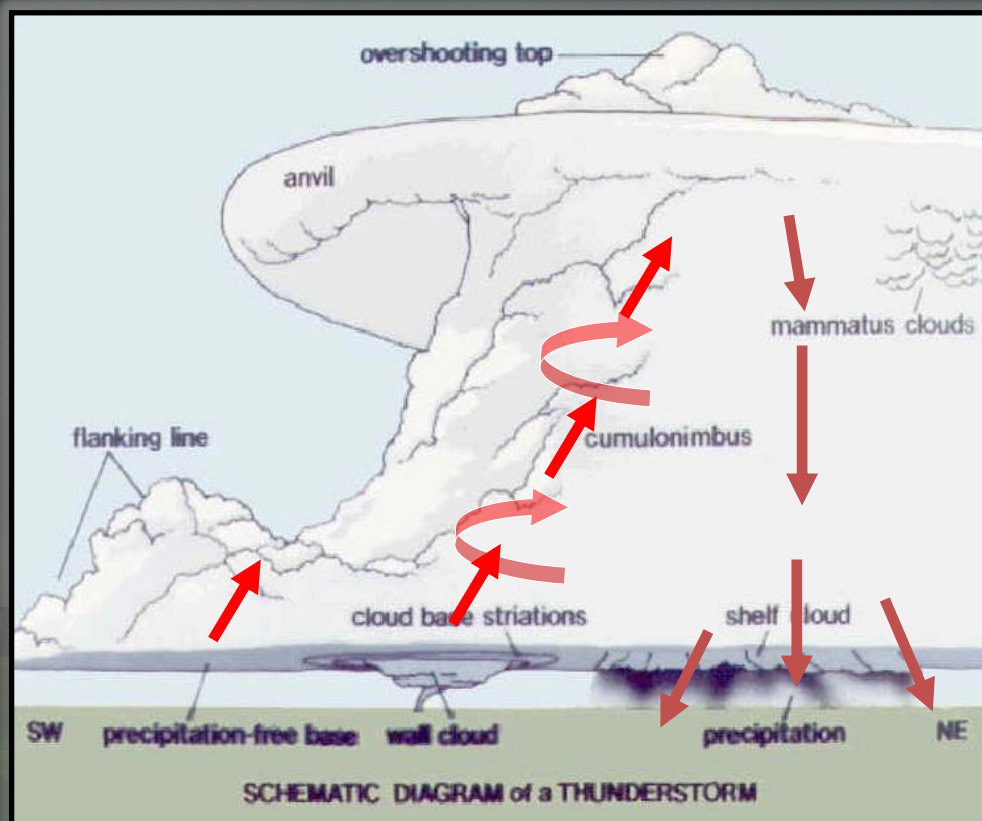 overshooting top
anvil
mammatus clouds
flanking line
cumulonimbus
cloud base striations
shelf cloud
SW
precipitation-free base
wall cloud
precipitation
NE
SCHEMATIC DIAGRAM of a THUNDERSTORM